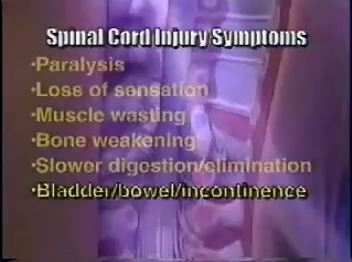 Spinal Cord Injury Symptoms
•Paralysis
•Loss of sensation
•Muscle wasting
•Bone weakening
•Slower digestion/elimination
•Bladder/bowel/incontinence